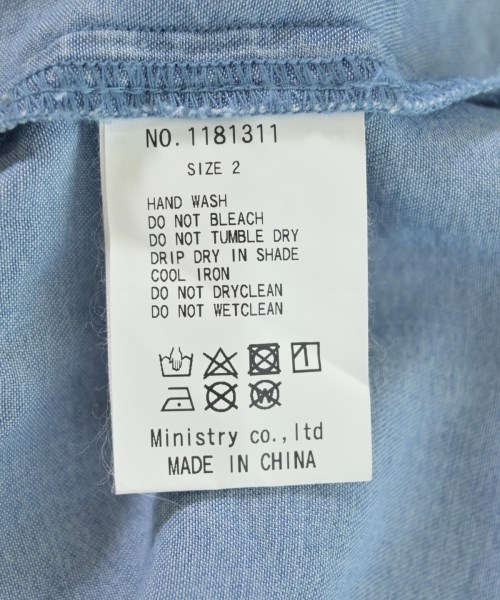 NO. 1181311
SIZE 2
HAND WASH
DO NOT BLEACH
DO NOT TUMBLE DRY
DRIP DRY IN SHADE
COOL IRON
DO NOT DRYCLEAN
DO NOT WETCLEAN
W
Ministry co.,ltd
MADE IN CHINA